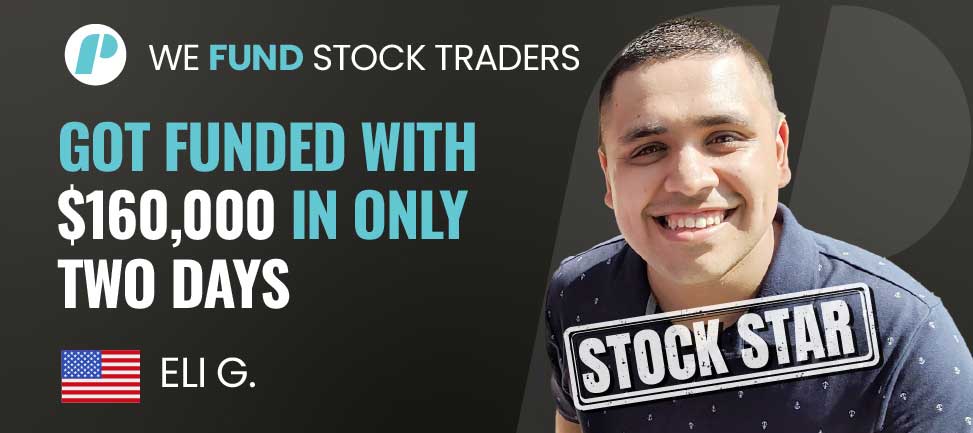 P
WE FUND STOCK TRADERS
GOT FUNDED WITH
$160,000 IN ONLY
TWO DAYS
ELI G.
STOCK STAR